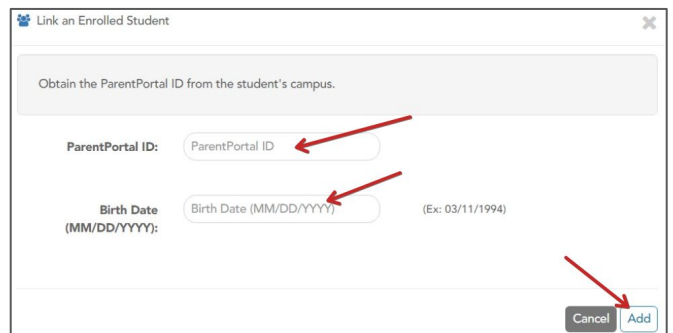 Link an Enrolled Student
Obtain the ParentPortal ID from the student's campus.
ParentPortal ID: ParentPortal ID
Birth Date (MM/DD/YYYY): Birth Date (MM/DD/YYYY) (Ex: 03/11/1994)
Cancel Add